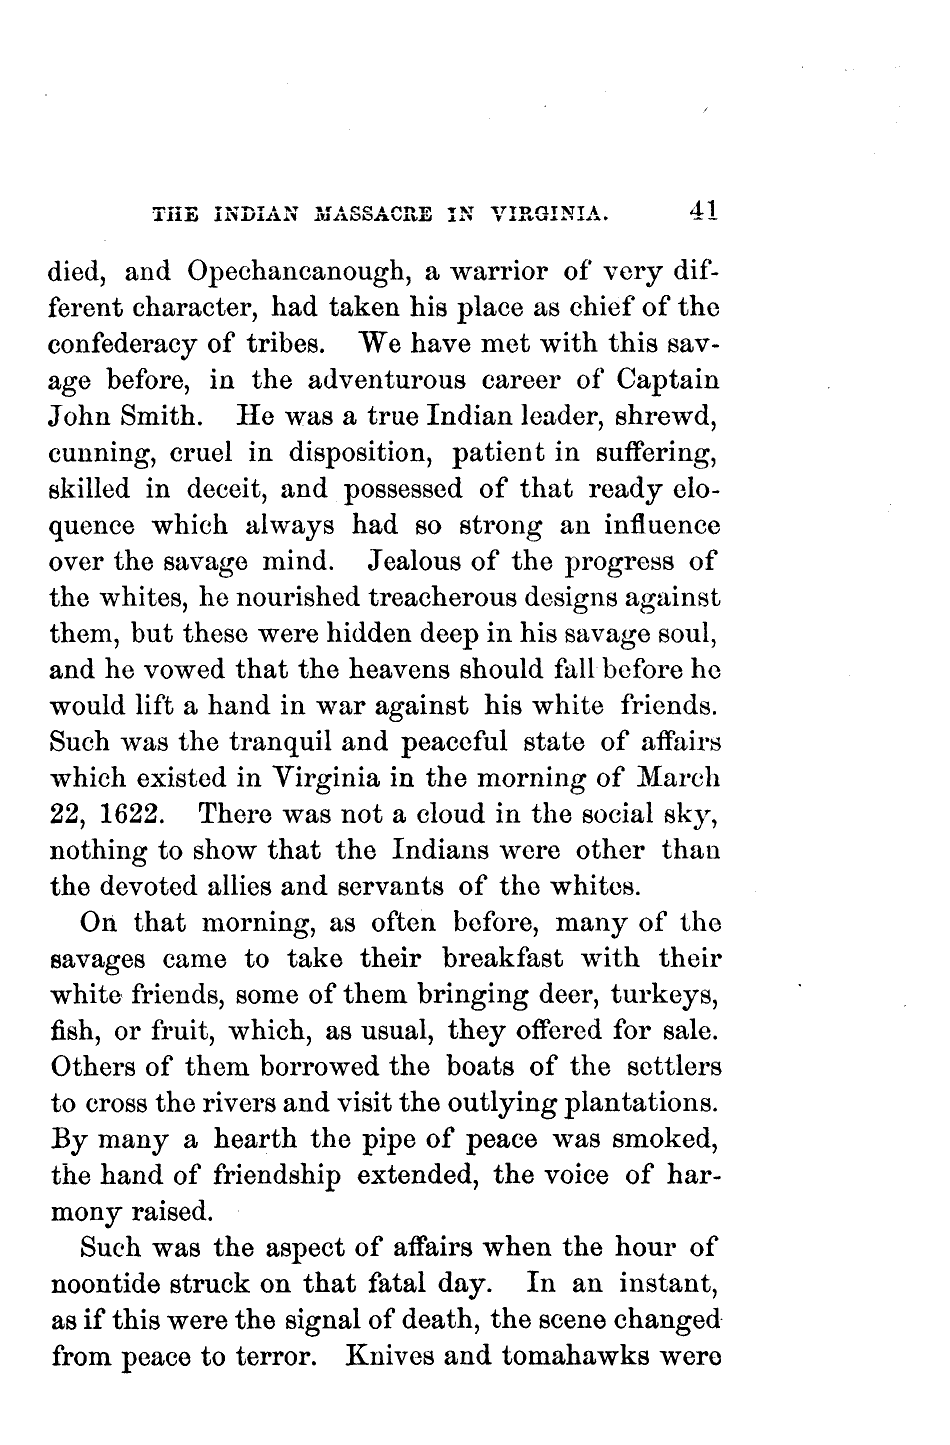 THE INDIAN MASSACRE IN VIRGINIA. 41
died, and Opechancanough, a warrior of very dif-
ferent character, had taken his place as chief of the
confederacy of tribes. We have met with this sav-
age before, in the adventurous career of Captain
John Smith. He was a true Indian leader, shrewd,
cunning, cruel in disposition, patient in suffering,
skilled in deceit, and possessed of that ready elo-
quence which always had so strong an influence
over the savage mind. Jealous of the progress of
the whites, he nourished treacherous designs against
them, but these were hidden deep in his savage soul,
and he vowed that the heavens should fall before he
would lift a hand in war against his white friends.
Such was the tranquil and peaceful state of affairs
which existed in Virginia in the morning of March
22, 1622. There was not a cloud in the social sky,
nothing to show that the Indians were other than
the devoted allies and servants of the whites.
On that morning, as often before, many of the
savages came to take their breakfast with their
white friends, some of them bringing deer, turkeys,
fish, or fruit, which, as usual, they offered for sale.
Others of them borrowed the boats of the settlers
to cross the rivers and visit the outlying plantations.
By many a hearth the pipe of peace was smoked,
the hand of friendship extended, the voice of har-
mony raised.
Such was the aspect of affairs when the hour of
noontide struck on that fatal day. In an instant,
as if this were the signal of death, the scene changed
from peace to terror. Knives and tomahawks were